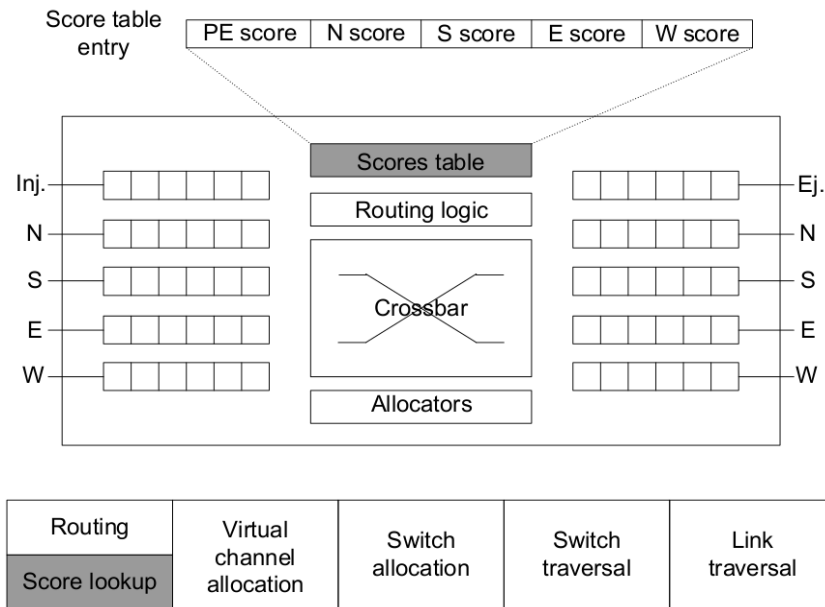 Score table
entry
PE score
N score
S score
E score
W score
Scores table
Routing logic
Crossbar
Allocators
Inj.
N
S
E
W
Ej.
N
S
E
W
Routing
Score lookup
Virtual
channel
allocation
Switch
allocation
Switch
traversal
Link
traversal